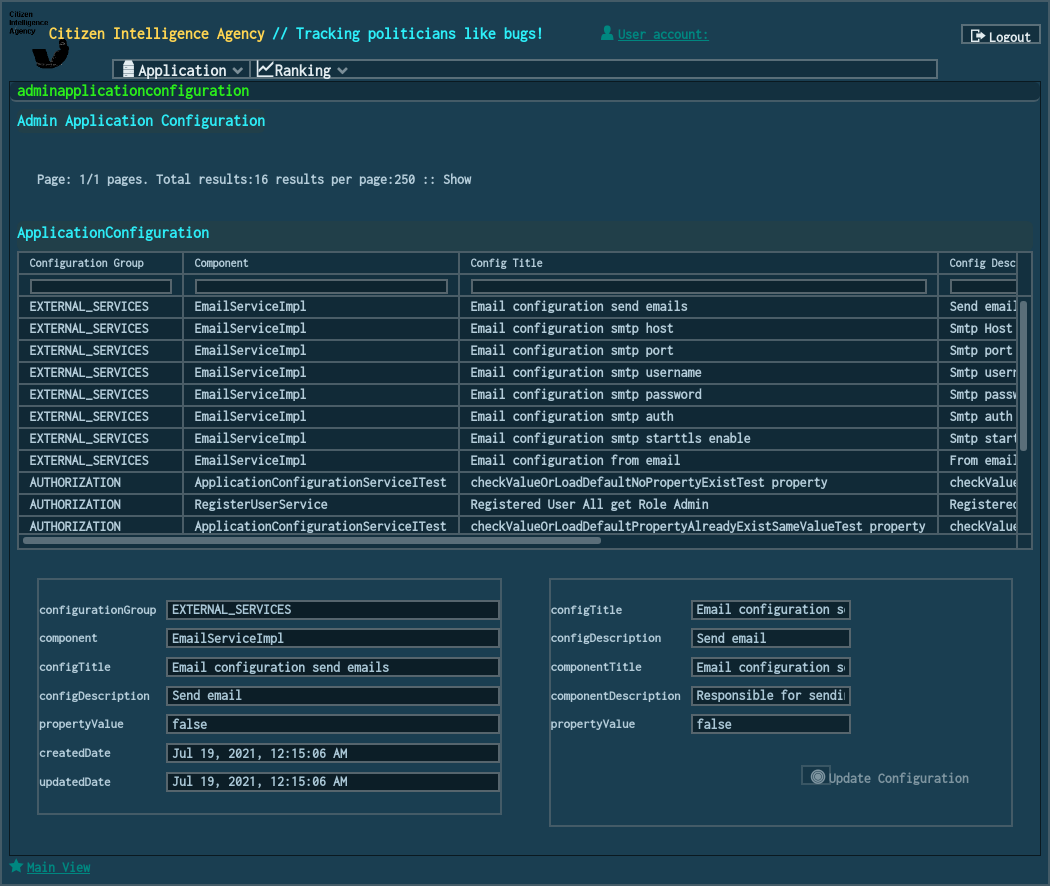 Citizen
Intelligence
Agency
Citizen Intelligence Agency // Tracking politicians like bugs!
User account:
Logout
Application
Ranking
adminapplicationconfiguration
Admin Application Configuration
Page: 1/1 pages. Total results:16 results per page:250 :: Show
ApplicationConfiguration
Configuration Group Component Config Title Config Desc
EXTERNAL_SERVICES EmailServiceImpl Email configuration send emails Send email
EXTERNAL_SERVICES EmailServiceImpl Email configuration smtp host Smtp Host
EXTERNAL_SERVICES EmailServiceImpl Email configuration smtp port Smtp port
EXTERNAL_SERVICES EmailServiceImpl Email configuration smtp username Smtp usern
EXTERNAL_SERVICES EmailServiceImpl Email configuration smtp password Smtp passw
EXTERNAL_SERVICES EmailServiceImpl Email configuration smtp auth Smtp auth
EXTERNAL_SERVICES EmailServiceImpl Email configuration smtp starttls enable Smtp start
EXTERNAL_SERVICES EmailServiceImpl Email configuration from email From email
AUTHORIZATION ApplicationConfigurationServiceITest checkValueOrLoadDefaultNoPropertyExistTest property checkValue
AUTHORIZATION RegisterUserService Registered User All get Role Admin Registered
AUTHORIZATION ApplicationConfigurationServiceITest checkValueOrLoadDefaultPropertyAlreadyExistSameValueTest property checkValue
configurationGroup EXTERNAL_SERVICES
component EmailServiceImpl
configTitle Email configuration send emails
configDescription Send email
propertyValue false
createdDate Jul 19, 2021, 12:15:06 AM
updatedDate Jul 19, 2021, 12:15:06 AM
configTitle Email configuration se
configDescription Send email
componentTitle Email configuration se
componentDescription Responsible for sendi
propertyValue false
Update Configuration
Main View